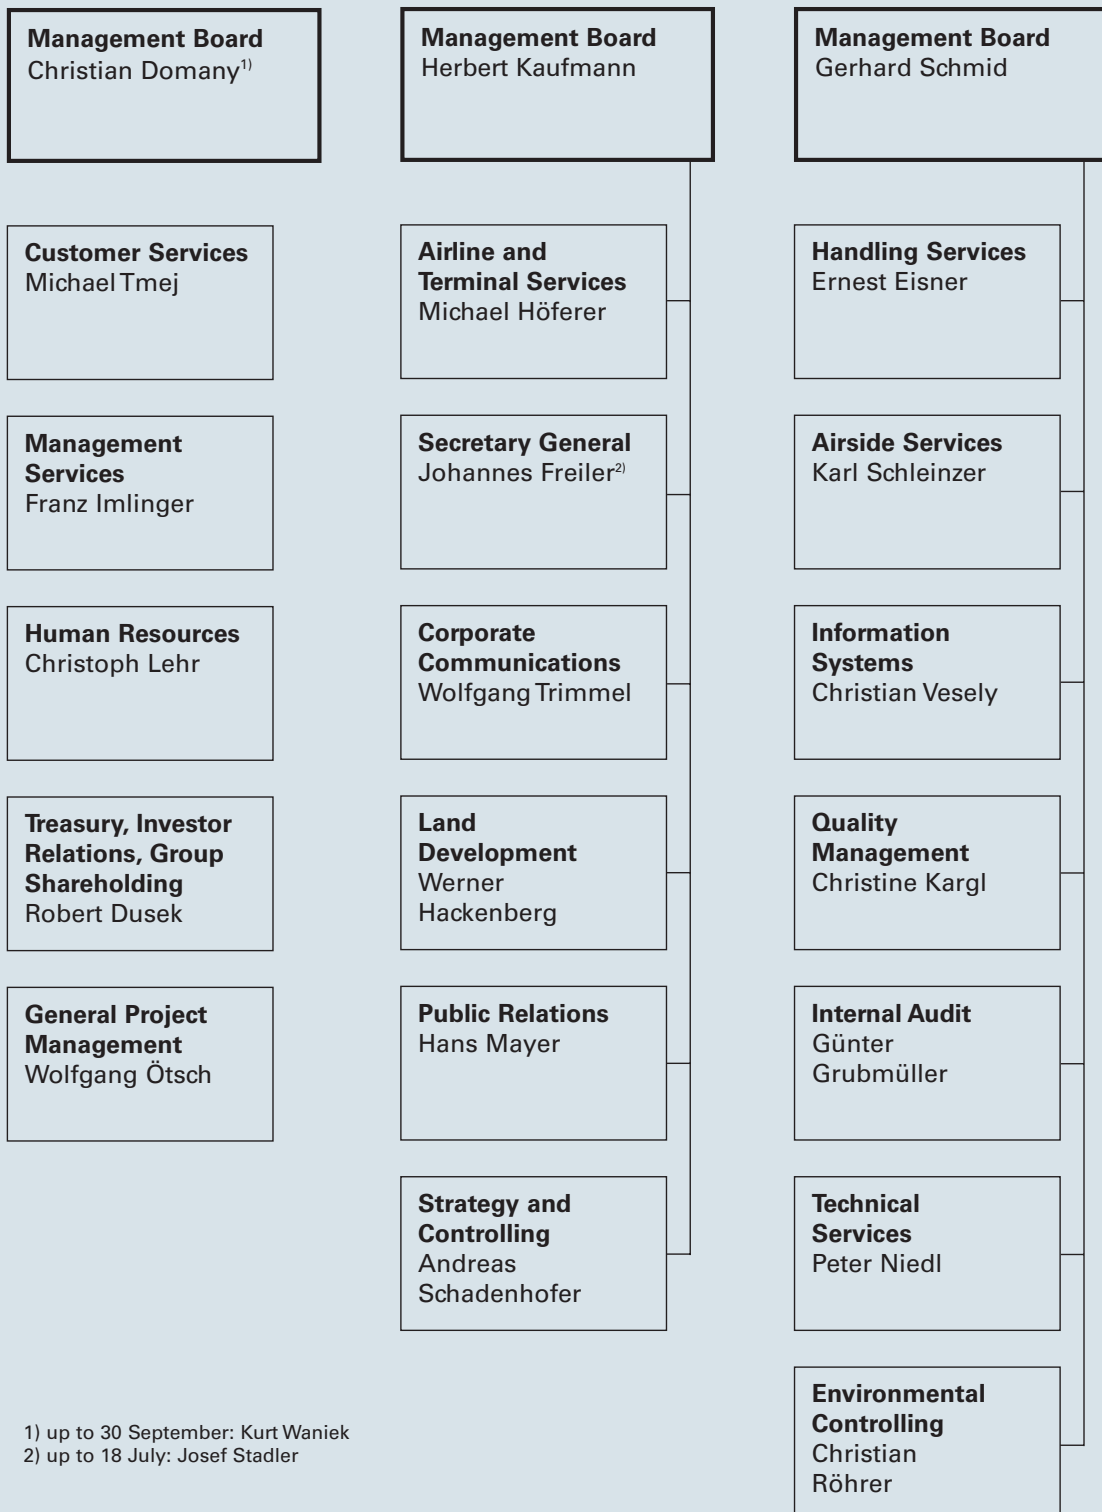 Management Board
Christian Domany1)
Customer Services
Michael Tmej
Management
Services
Franz Imlinger
Human Resources
Christoph Lehr
Treasury, Investor
Relations, Group
Shareholding
Robert Dusek
General Project
Management
Wolfgang Ötsch
Management Board
Herbert Kaufmann
Airline and
Terminal Services
Michael Höferer
Secretary General
Johannes Freiler2)
Corporate
Communications
Wolfgang Trimmel
Land
Development
Werner
Hackenberg
Public Relations
Hans Mayer
Strategy and
Controlling
Andreas
Schadenhofer
Management Board
Gerhard Schmid
Handling Services
Ernest Eisner
Airside Services
Karl Schleinzer
Information
Systems
Christian Vesely
Quality
Management
Christine Kargl
Internal Audit
Günter
Grubmüller
Technical
Services
Peter Niedl
Environmental
Controlling
Christian
Röhrer
1) up to 30 September: Kurt Waniek
2) up to 18 July: Josef Stadler